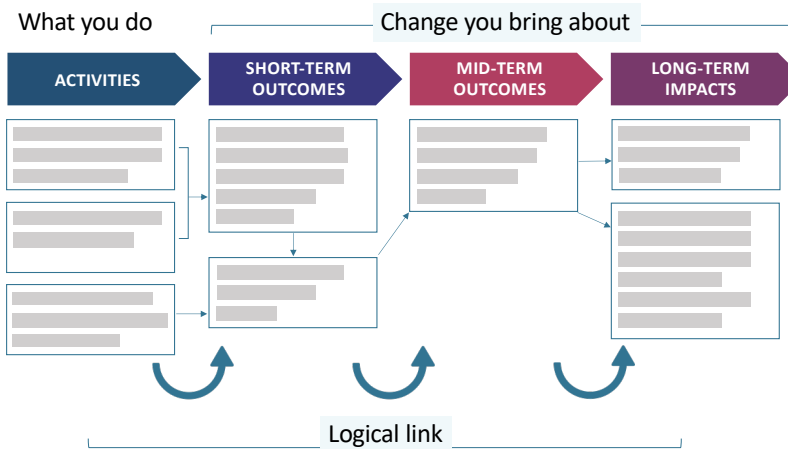 What you do
Change you bring about
ACTIVITIES
SHORT-TERM
OUTCOMES
MID-TERM
OUTCOMES
LONG-TERM
IMPACTS
Logical link